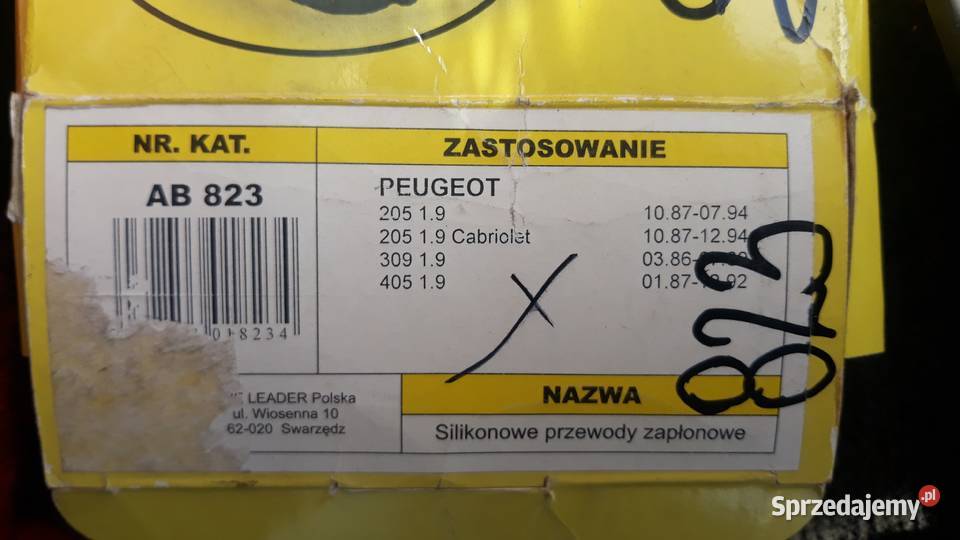 NR. KAT.
ZASTOSOWANIE
AB 823
PEUGEOT
205 1.9 10.87-07.94
205 1.9 Cabriolet 10.87-12.94
309 1.9 03.86-
405 1.9 01.87-
18234
LEADER Polska
ul. Wiosenna 10
62-020 Swarzędz
NAZWA
Silikonowe przewody zapłonowe
823
Sprzedajemy.pl